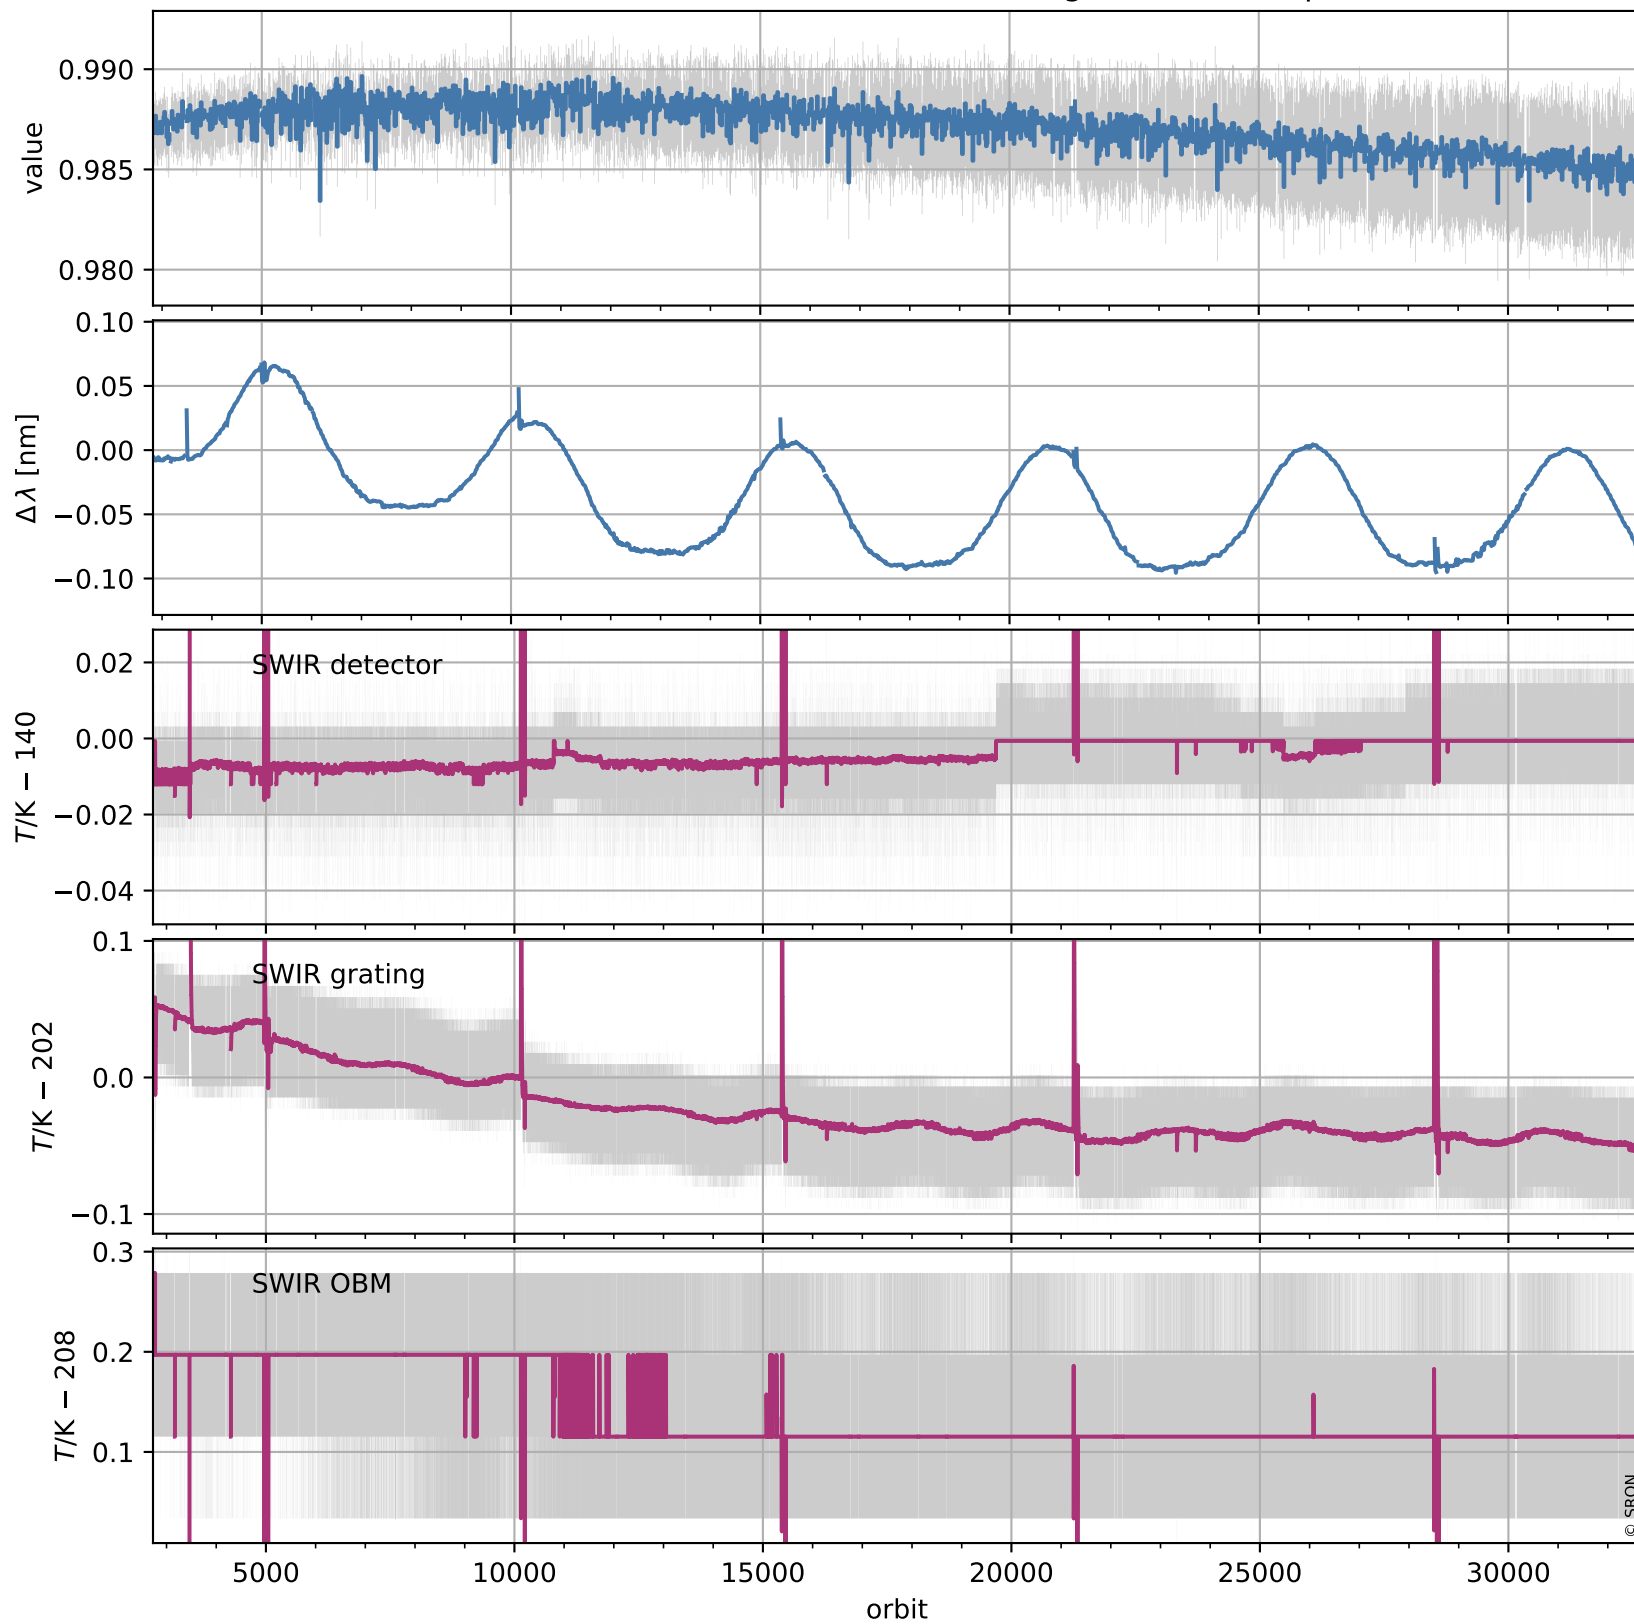 0.990
0.985
0.980
value
0.10
0.05
0.00
−0.05
−0.10
Δλ [nm]
SWIR detector
0.02
0.00
−0.02
−0.04
T/K − 140
SWIR grating
0.1
0.0
−0.1
T/K − 202
SWIR OBM
0.3
0.2
0.1
T/K − 208
5000 10000 15000 20000 25000 30000
orbit
© SRON